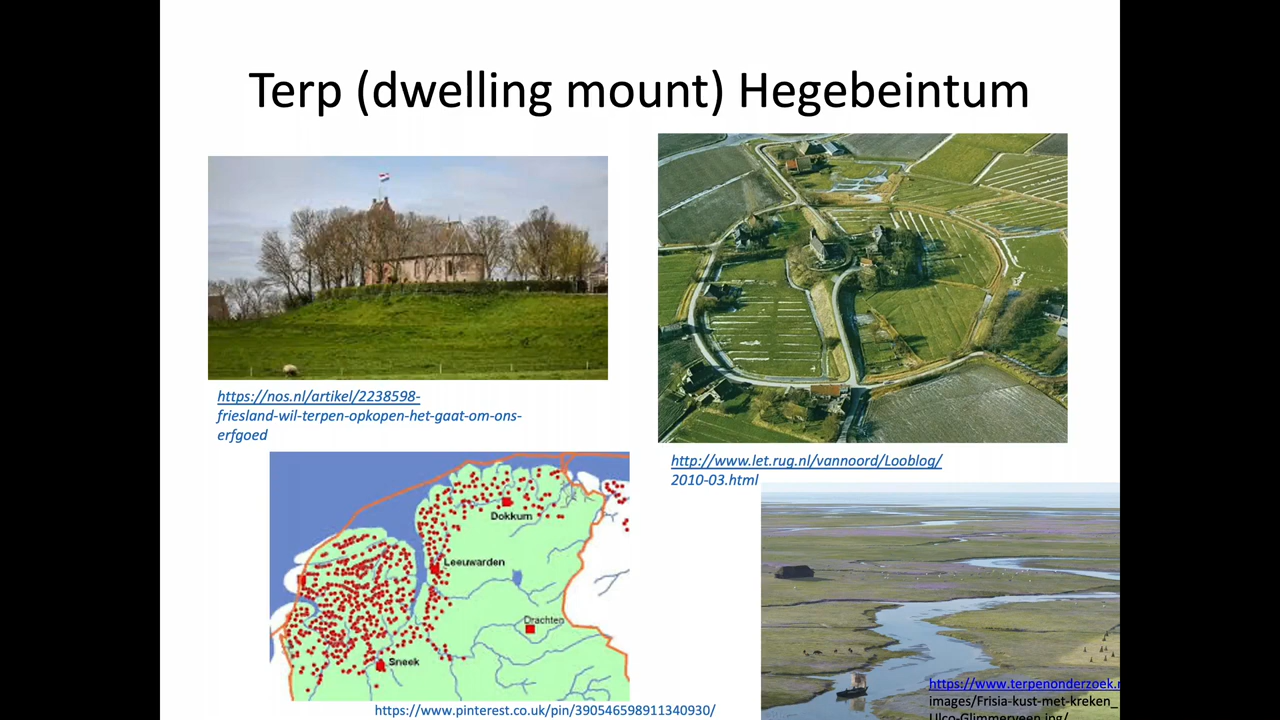 Terp (dwelling mount) Hegebeintum
https://nos.nl/artikel/2238598-
friesland-wil-terpen-opkopen-het-gaat-om-ons-
erfgoed
http://www.let.rug.nl/vannoord/Looblog/
2010-03.html
Dokkum
Leeuwarden
Drachten
Sneek
https://www.pinterest.co.uk/pin/390546598911340930/
https://www.terpenonderzoek.n
images/Frisia-kust-met-kreken_
Ulco-Glimmerveen.jpg/